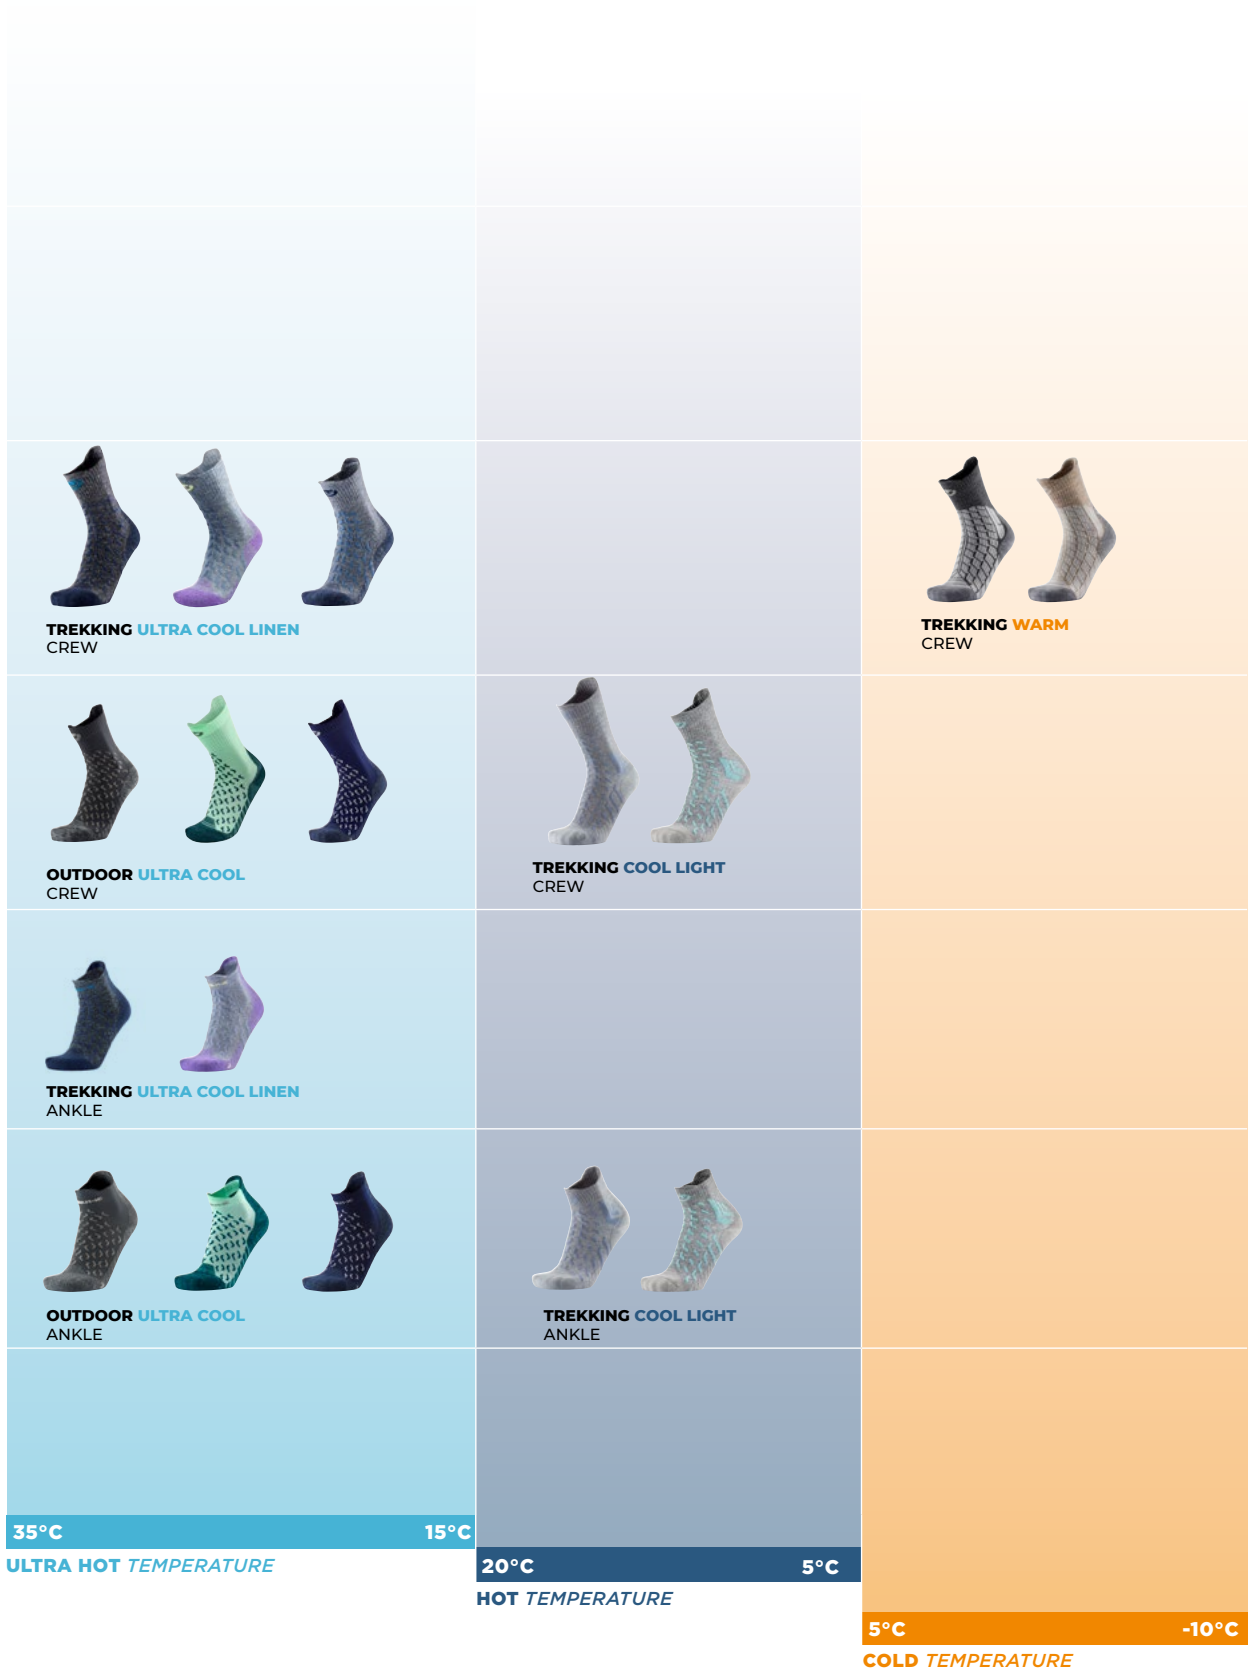 TREKKING ULTRA COOL LINEN
CREW
TREKKING WARM
CREW
OUTDOOR ULTRA COOL
CREW
TREKKING COOL LIGHT
CREW
TREKKING ULTRA COOL LINEN
ANKLE
OUTDOOR ULTRA COOL
ANKLE
TREKKING COOL LIGHT
ANKLE
35°C 15°C
ULTRA HOT TEMPERATURE
20°C 5°C
HOT TEMPERATURE
5°C -10°C
COLD TEMPERATURE